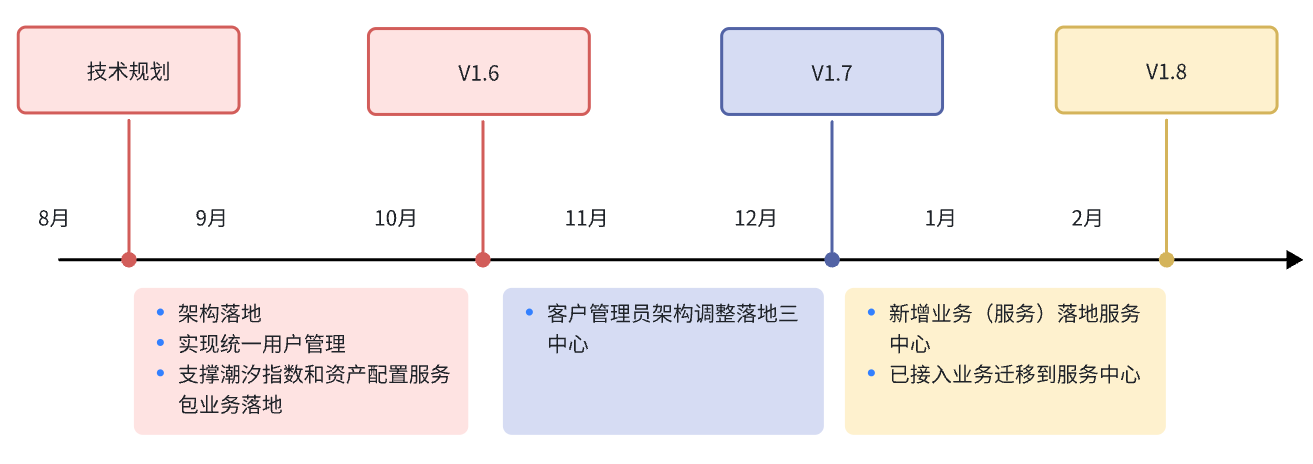 技术规划
V1.6
V1.7
V1.8
8月
9月
10月
11月
12月
1月
2月
架构落地
实现统一用户管理
支撑潮汐指数和资产配置服务
包业务落地
客户管理员架构调整落地三
中心
新增业务（服务）落地服务
中心
已接入业务迁移到服务中心